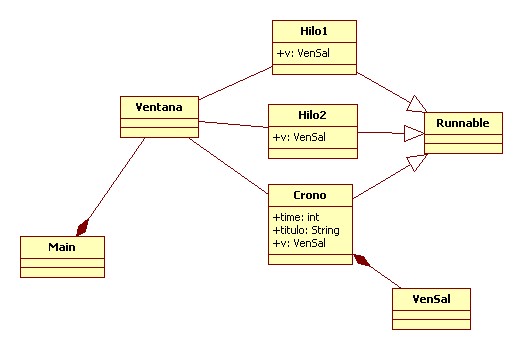 Hilo1
+v: VenSal
Ventana
Hilo2
+v: VenSal
Runnable
Crono
+time: int
+titulo: String
+v: VenSal
Main
VenSal